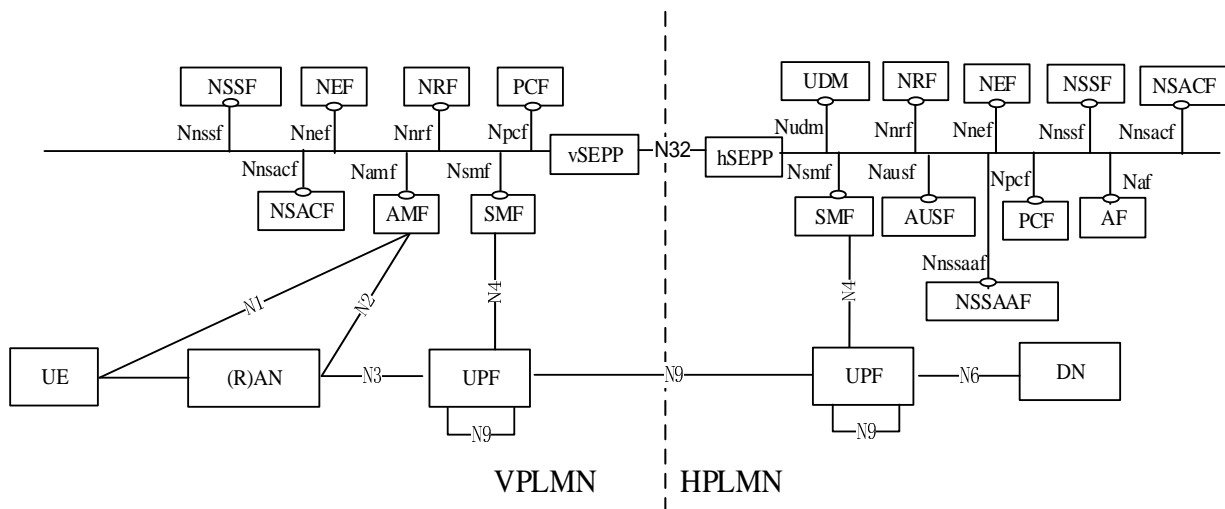 NSSF NEF NRF PCF UDM NRF NEF NSSF NSACF
Nnssf Nnef Nnrf Npcf Nudm Nnrf Nnef Nnssf Nnsacf
vSEPP N32 hSEPP
Nnsacf Namf Nsmf Nsmf Nausf Npcf Naf
NSACF AMF SMF SMF AUSF PCF AF
Nnssaaf
NSSAAF
N1 N2 N4 N4
UE (R)AN N3 UPF N9 UPF N6 DN
N9 N9
VPLMN HPLMN